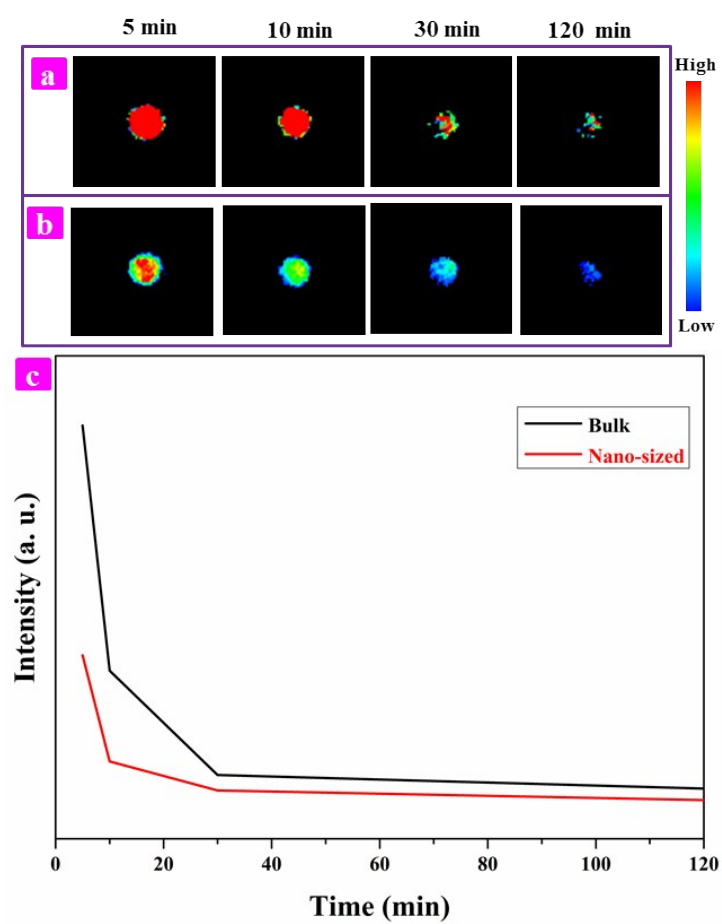 5 min 10 min 30 min 120 min
a
High
b
Low
c
Bulk
Nano-sized
Intensity (a. u.)
0 20 40 60 80 100 120
Time (min)